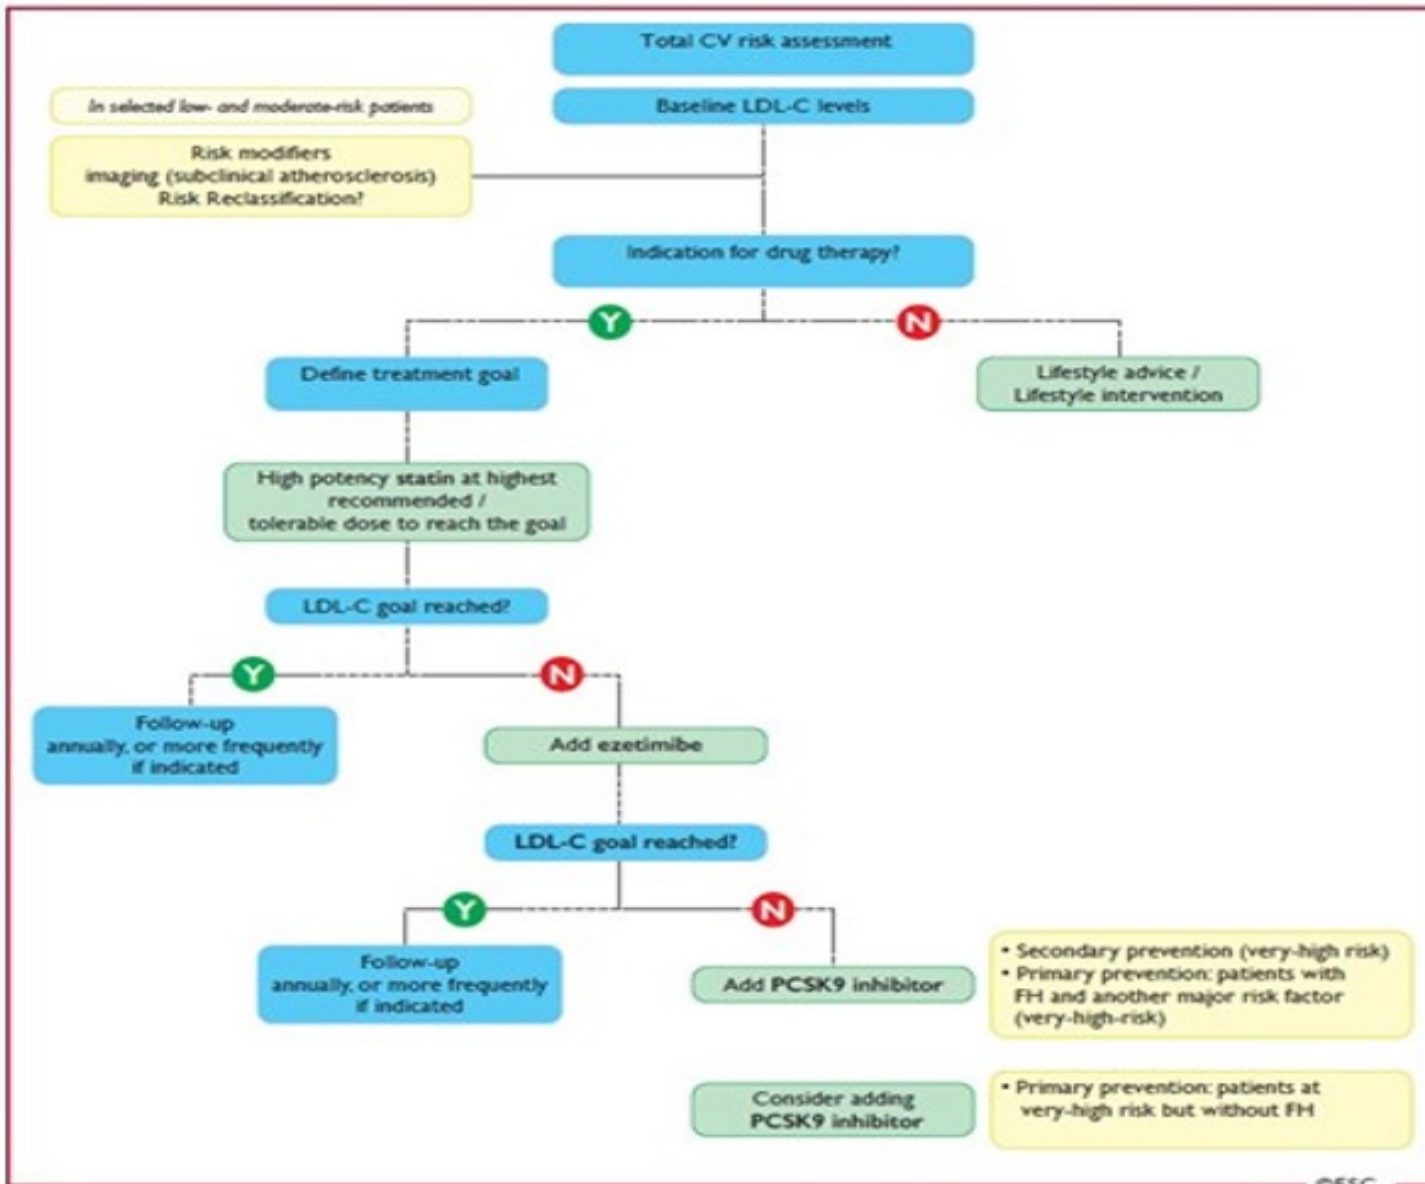 Total CV risk assessment
In selected low- and moderate-risk patients
Baseline LDL-C levels
Risk modifiers
imaging (subclinical atherosclerosis)
Risk Reclassification?
Indication for drug therapy?
Y
N
Define treatment goal
Lifestyle advice /
Lifestyle intervention
High potency statin at highest
recommended /
tolerable dose to reach the goal
LDL-C goal reached?
Y
N
Follow-up
annually, or more frequently
if indicated
Add ezetimibe
LDL-C goal reached?
Y
N
Follow-up
annually, or more frequently
if indicated
Add PCSK9 inhibitor
• Secondary prevention (very-high risk)
• Primary prevention: patients with
FH and another major risk factor
(very-high-risk)
Consider adding
PCSK9 inhibitor
• Primary prevention: patients at
very-high risk but without FH